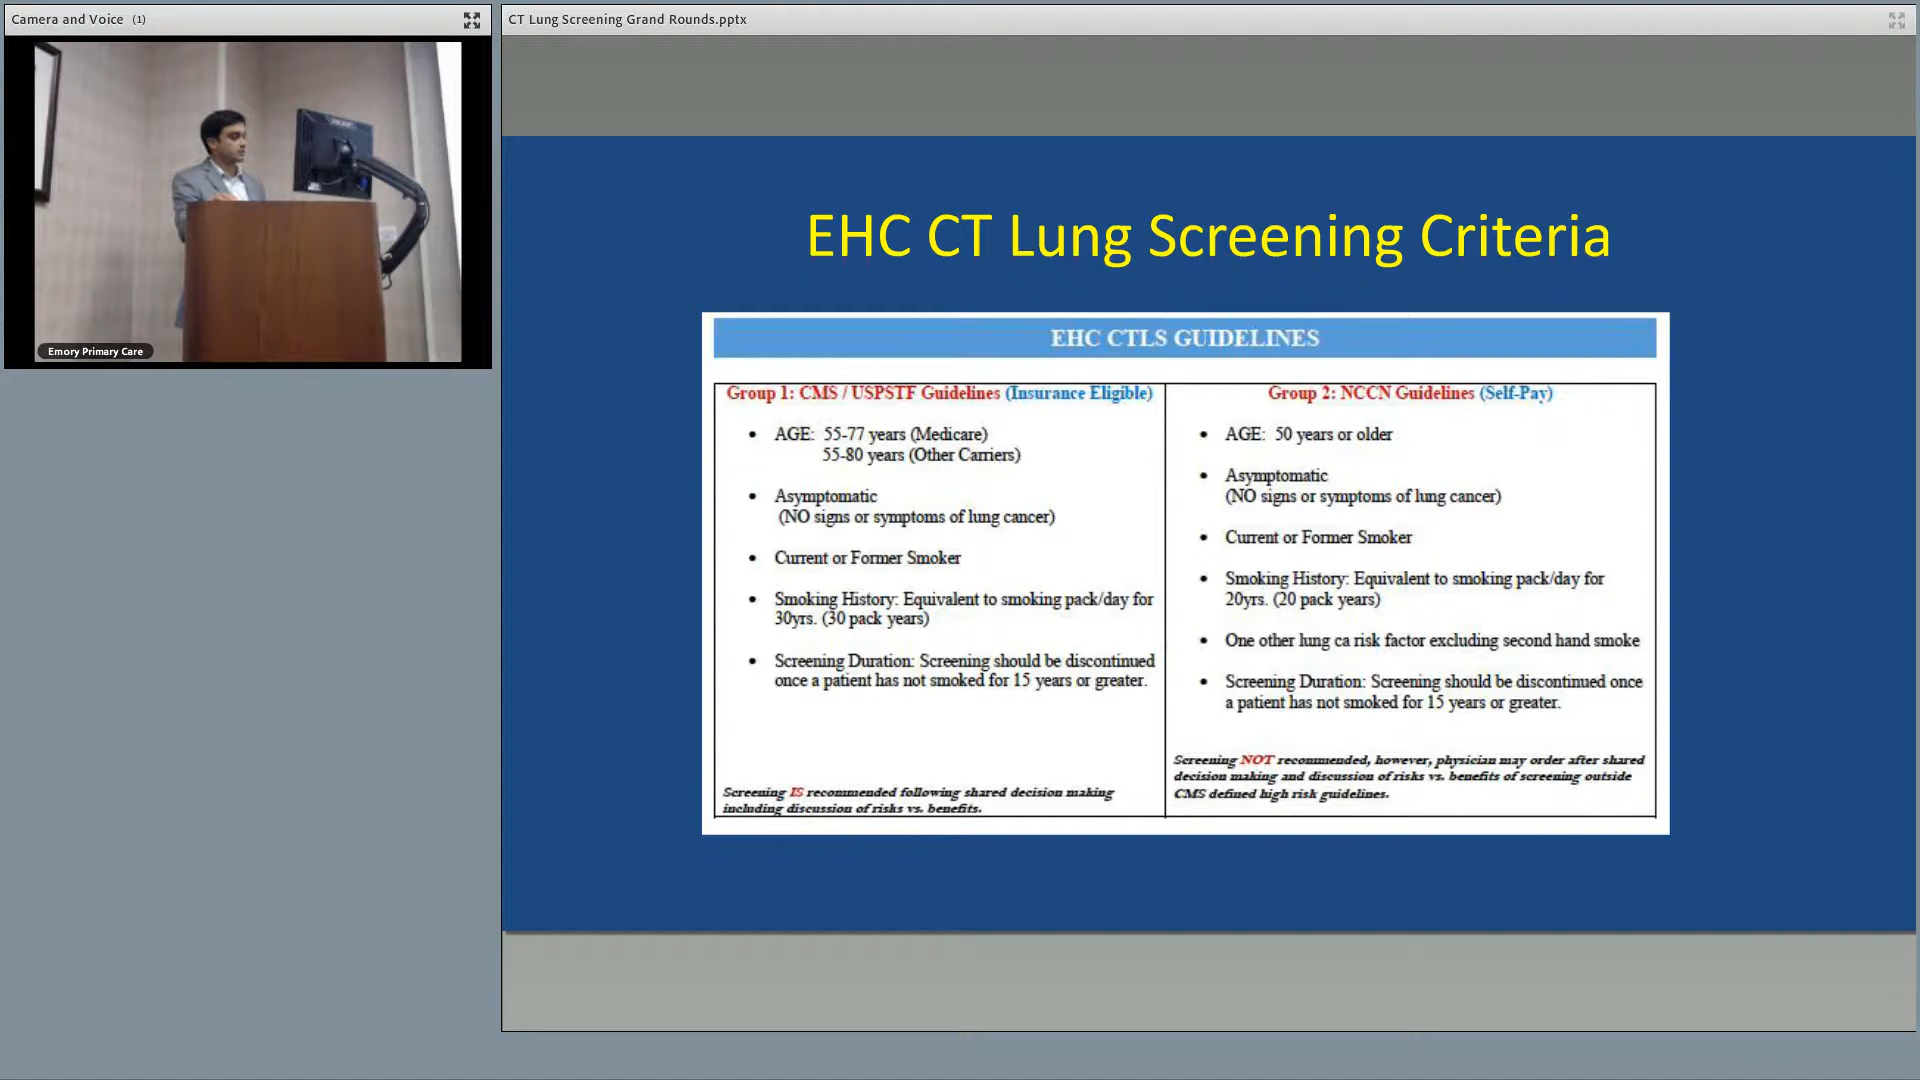 Camera and Voice (1)
Emory Primary Care
CT Lung Screening Grand Rounds.pptx
EHC CT Lung Screening Criteria
EHC CTLS GUIDELINES
Group 1: CMS / USPSTF Guidelines (Insurance Eligible)
• AGE: 55-77 years (Medicare)
55-80 years (Other Carriers)
• Asymptomatic
(NO signs or symptoms of lung cancer)
• Current or Former Smoker
• Smoking History: Equivalent to smoking pack/day for
30yrs. (30 pack years)
• Screening Duration: Screening should be discontinued
once a patient has not smoked for 15 years or greater.
Screening IS recommended following shared decision making
including discussion of risks vs. benefits.
Group 2: NCCN Guidelines (Self-Pay)
• AGE: 50 years or older
• Asymptomatic
(NO signs or symptoms of lung cancer)
• Current or Former Smoker
• Smoking History: Equivalent to smoking pack/day for
20yrs. (20 pack years)
• One other lung ca risk factor excluding second hand smoke
• Screening Duration: Screening should be discontinued once
a patient has not smoked for 15 years or greater.
Screening NOT recommended, however, physician may order after shared
decision making and discussion of risks vs. benefits of screening outside
CMS defined high risk guidelines.